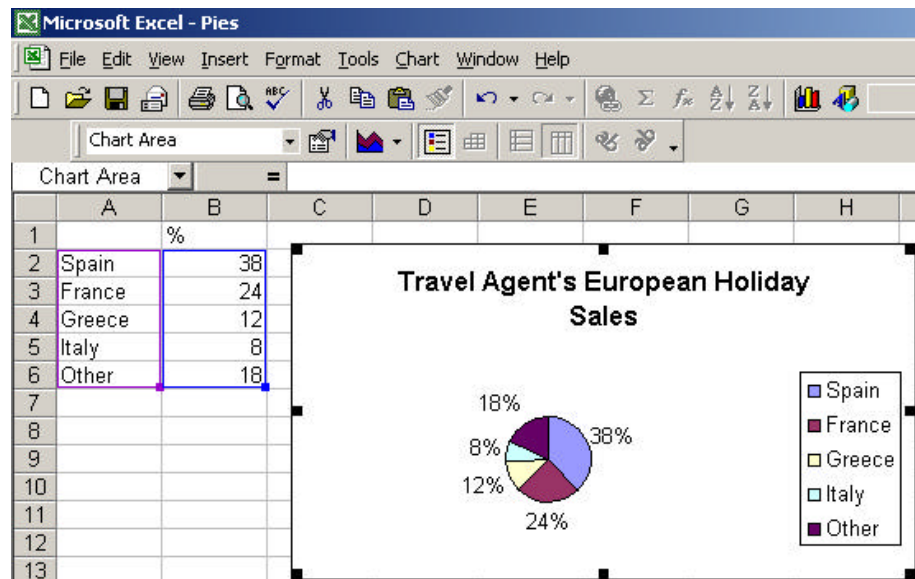 Microsoft Excel - Pies
File Edit View Insert Format Tools Chart Window Help
ABC Σ fx A Z Z A
Chart Area
Chart Area =
A B C D E F G H
1 %
2 Spain 38
3 France 24
4 Greece 12
5 Italy 8
6 Other 18
7
8
9
10
11
12
13
Travel Agent's European Holiday
Sales
18%
38%
8%
12%
24%
Spain
France
Greece
Italy
Other